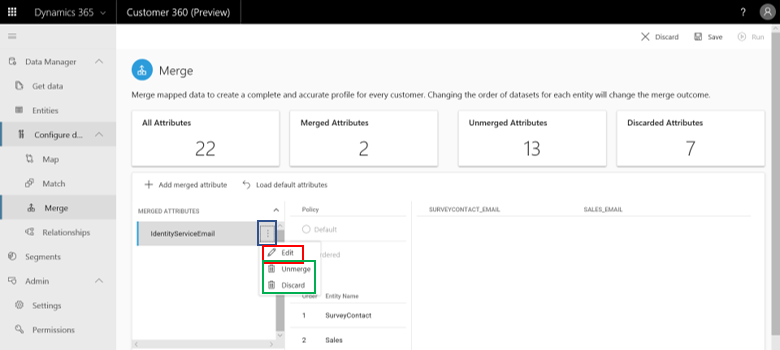 Dynamics 365
Customer 360 (Preview)
?
Discard
Save
Run
Data Manager
Get data
Entities
Configure d...
Map
Match
Merge
Relationships
Segments
Admin
Settings
Permissions
Merge
Merge mapped data to create a complete and accurate profile for every customer. Changing the order of datasets for each entity will change the merge outcome.
All Attributes
22
Merged Attributes
2
Unmerged Attributes
13
Discarded Attributes
7
Add merged attribute
Load default attributes
MERGED ATTRIBUTES
IdentityServiceEmail
Edit
Unmerge
Discard
Policy
Default
dered
Order Entity Name
1 SurveyContact
2 Sales
SURVEYCONTACT_EMAIL
SALES_EMAIL